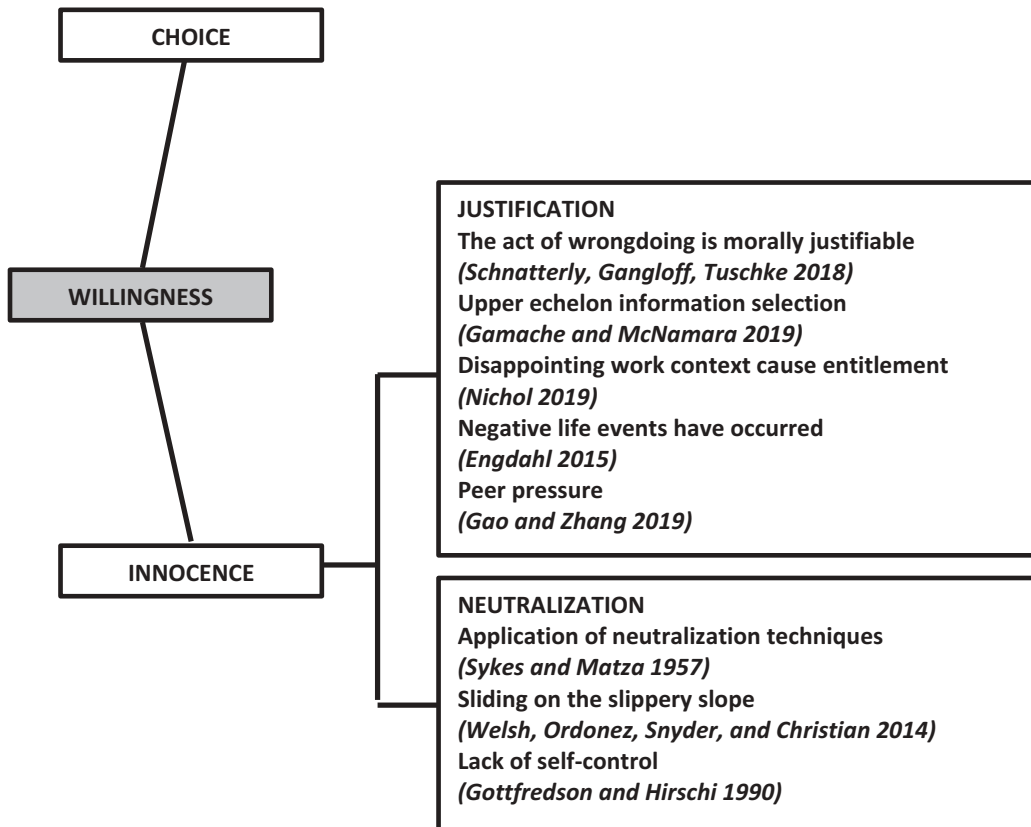 CHOICE
WILLINGNESS
INNOCENCE
JUSTIFICATION
The act of wrongdoing is morally justifiable
(Schnatterly, Gangloff, Tuschke 2018)
Upper echelon information selection
(Gamache and McNamara 2019)
Disappointing work context cause entitlement
(Nichol 2019)
Negative life events have occurred
(Engdahl 2015)
Peer pressure
(Gao and Zhang 2019)
NEUTRALIZATION
Application of neutralization techniques
(Sykes and Matza 1957)
Sliding on the slippery slope
(Welsh, Ordonez, Snyder, and Christian 2014)
Lack of self-control
(Gottfredson and Hirschi 1990)